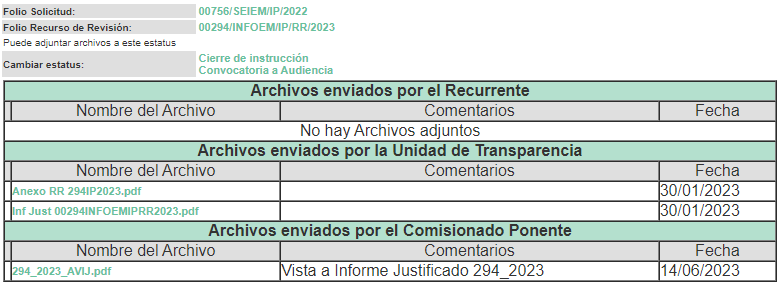 Folio Solicitud: 00756/SEIEM/IP/2022
Folio Recurso de Revisión: 00294/INFOEM/IP/RR/2023
Puede adjuntar archivos a este estatus
Cambiar estatus: Cierre de instrucción
Convocatoria a Audiencia
Archivos enviados por el Recurrente
Nombre del Archivo Comentarios Fecha
No hay Archivos adjuntos
Archivos enviados por la Unidad de Transparencia
Nombre del Archivo Comentarios Fecha
Anexo RR 294IP2023.pdf 30/01/2023
Inf Just 00294INFOEMIPRR2023.pdf 30/01/2023
Archivos enviados por el Comisionado Ponente
Nombre del Archivo Comentarios Fecha
294_2023_AVIJ.pdf Vista a Informe Justificado 294_2023 14/06/2023